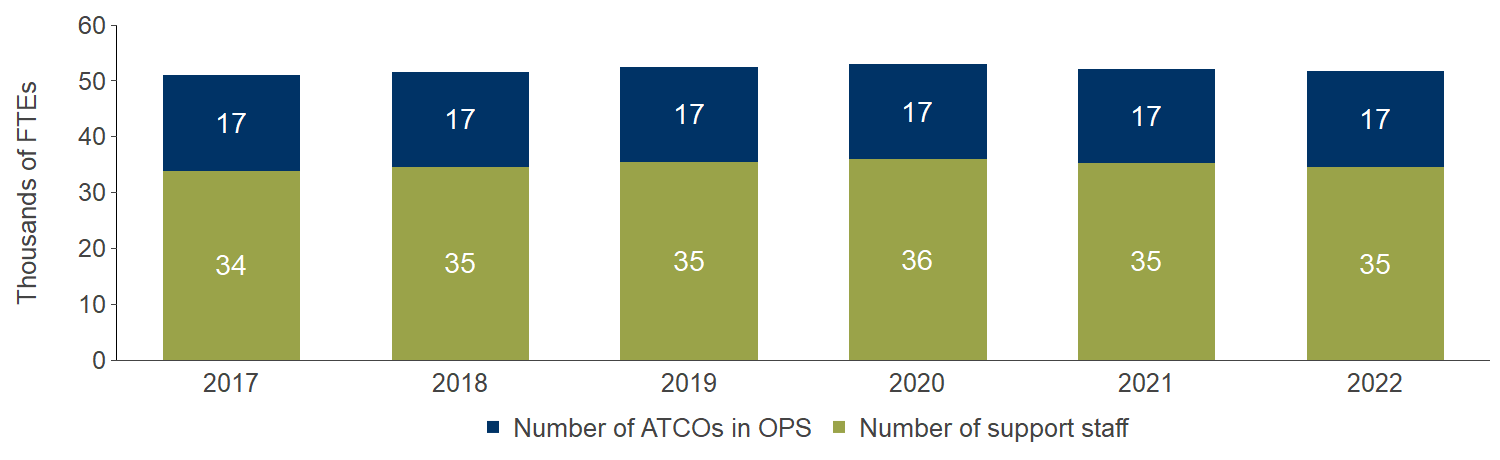 Thousands of FTEs
60
50
40
30
20
10
0
17 17 17 17 17 17
34 35 35 36 35 35
2017 2018 2019 2020 2021 2022
Number of ATCOs in OPS Number of support staff